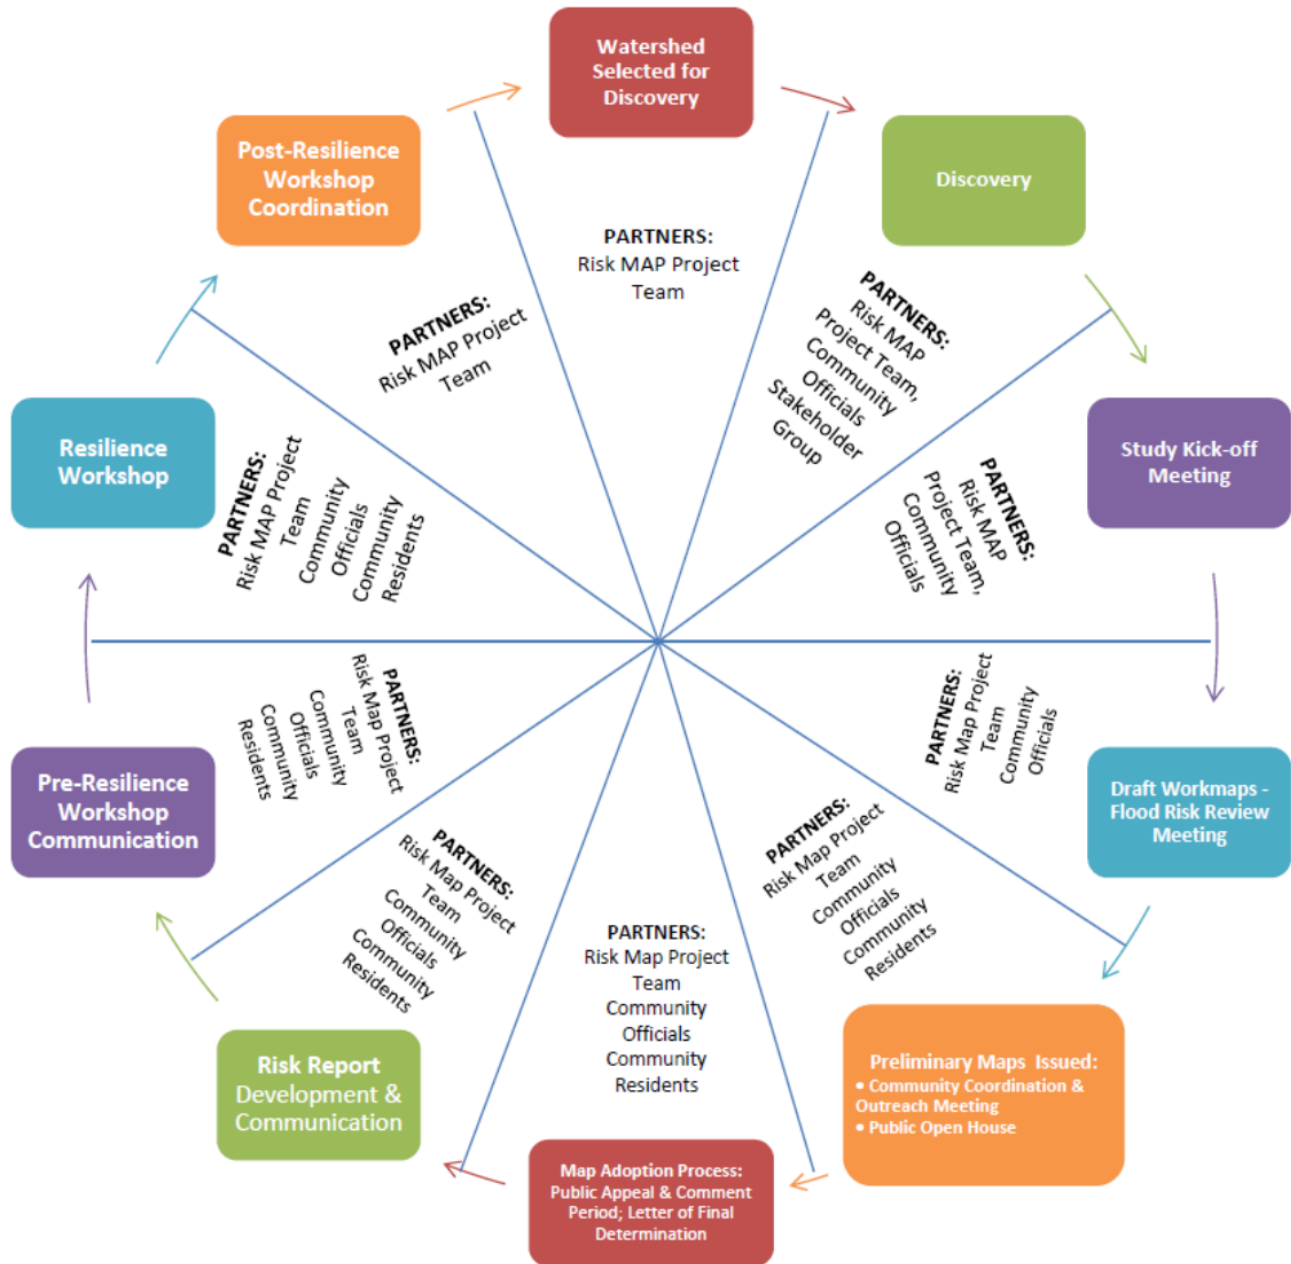 Watershed
Selected for
Discovery
PARTNERS:
Risk MAP Project
Team
Discovery
PARTNERS:
Risk MAP
Project Team,
Community
Officials
Stakeholder
Group
Study Kick-off
Meeting
PARTNERS:
Risk MAP
Project Team,
Community
Officials
Draft Workmaps -
Flood Risk Review
Meeting
PARTNERS:
Risk Map Project
Team
Community
Officials
Preliminary Maps Issued:
• Community Coordination &
Outreach Meeting
• Public Open House
PARTNERS:
Risk Map Project
Team
Community
Officials
Community
Residents
Map Adoption Process:
Public Appeal & Comment
Period; Letter of Final
Determination
PARTNERS:
Risk Map Project
Team
Community
Officials
Community
Residents
Risk Report
Development &
Communication
PARTNERS:
Risk Map Project
Team
Community
Officials
Community
Residents
Pre-Resilience
Workshop
Communication
PARTNERS:
Risk Map Project
Team
Community
Officials
Community
Residents
Resilience
Workshop
PARTNERS:
Risk MAP Project
Team
Community
Officials
Community
Residents
Post-Resilience
Workshop
Coordination
PARTNERS:
Risk MAP Project
Team